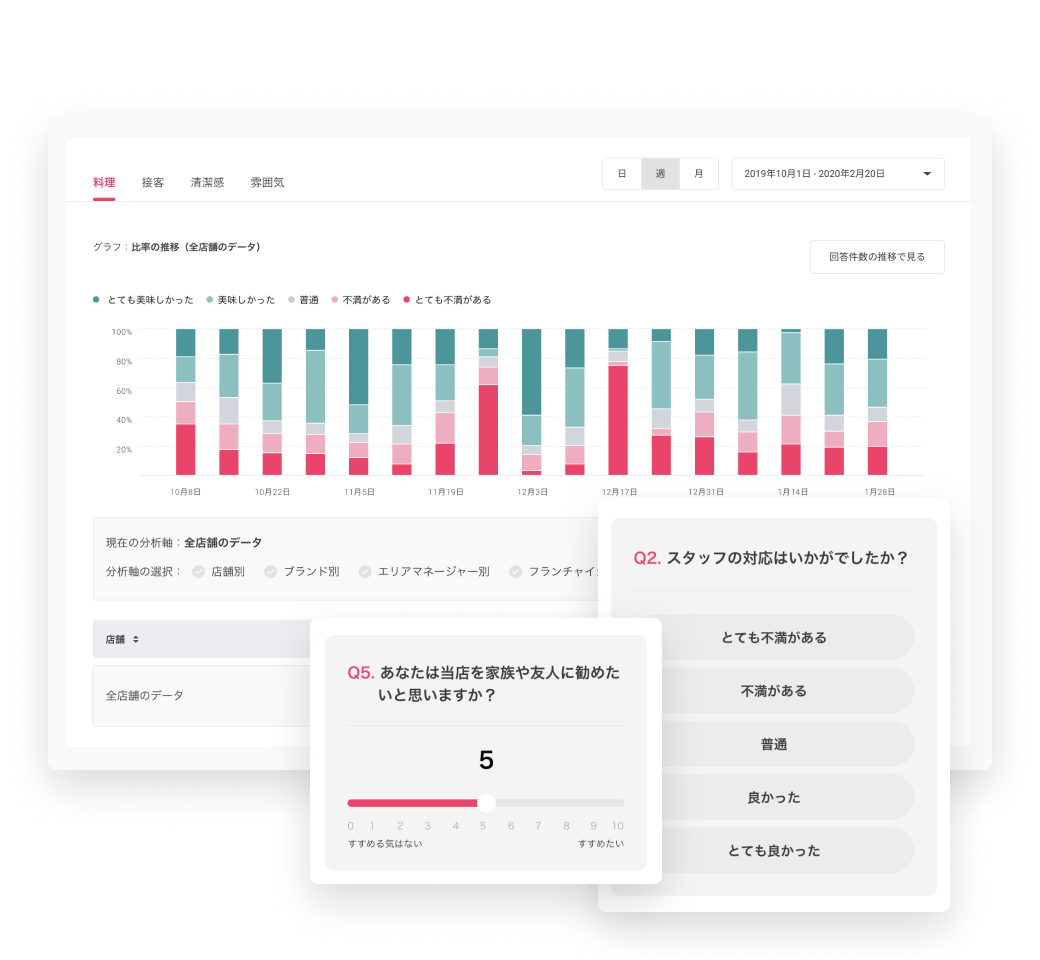 料理 接客 清潔感 雰囲気
日 週 月 2019年10月1日 - 2020年2月20日
グラフ：比率の推移（全店舗のデータ）
回答件数の推移で見る
とても美味しかった 美味しかった 普通 不満がある とても不満がある
100%
80%
60%
40%
20%
10月8日 10月22日 11月5日 11月19日 12月3日 12月17日 12月31日 1月14日 1月28日
現在の分析軸：全店舗のデータ
分析軸の選択： 店舗別 ブランド別 エリアマネージャー別 フランチャイ
店舗
全店舗のデータ
Q2. スタッフの対応はいかがでしたか？
とても不満がある
不満がある
普通
良かった
とても良かった
Q5. あなたは当店を家族や友人に勧めた
いと思いますか？
5
0 1 2 3 4 5 6 7 8 9 10
すすめる気はない すすめたい